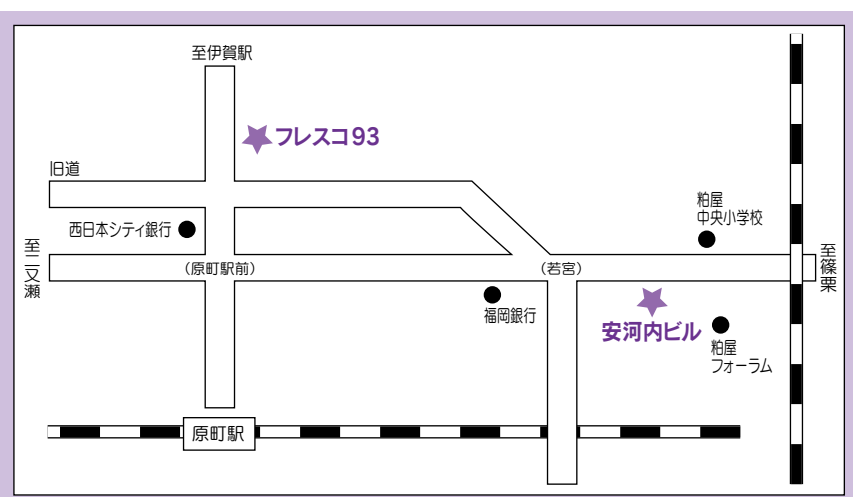 至伊賀駅
フレスコ93
旧道
西日本シティ銀行
粕屋
中央小学校
至二又瀬
(原町駅前)
(若宮)
至篠栗
福岡銀行
安河内ビル
粕屋
フォーラム
原町駅